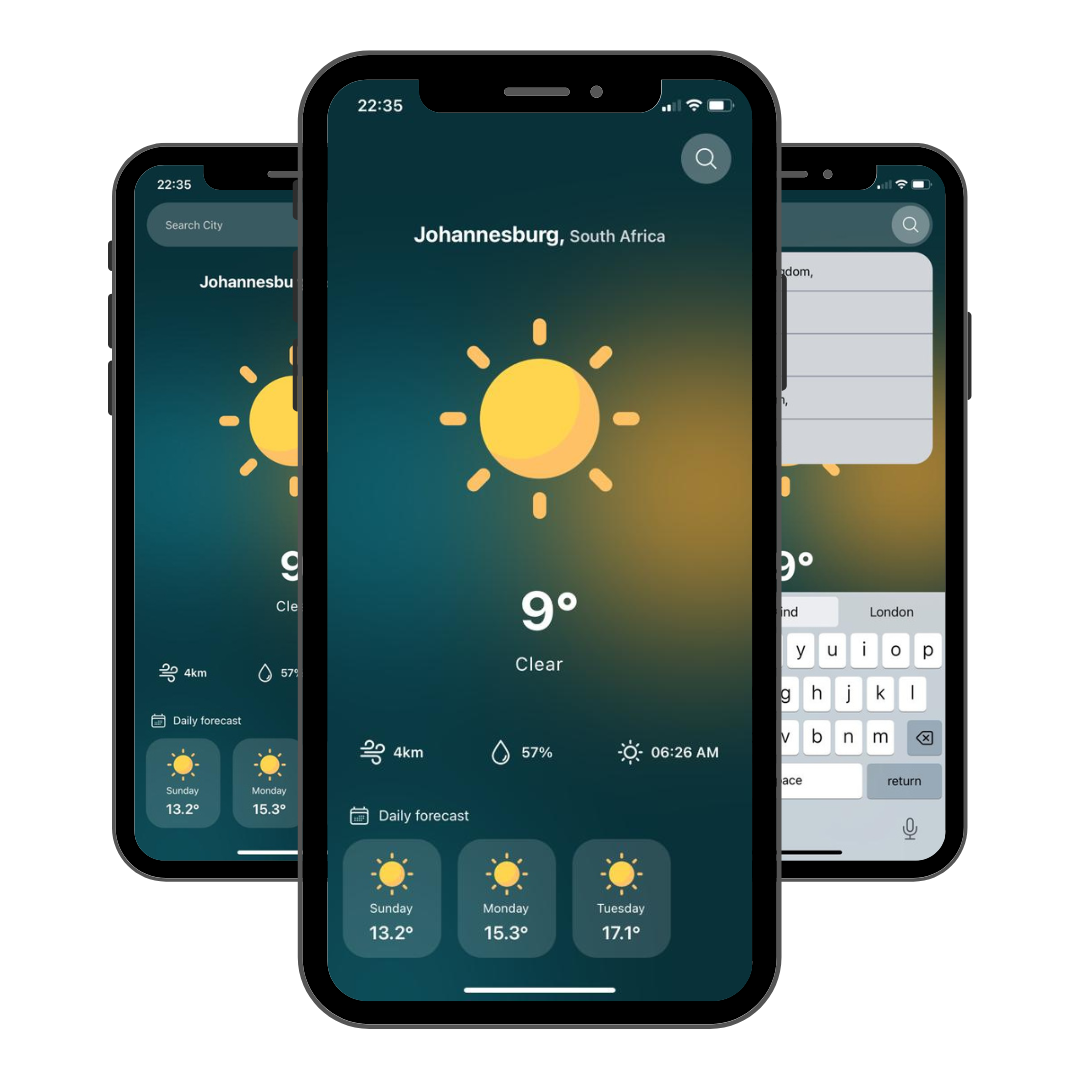 22:35
Search City
Johannesbu
Cle
4km
57%
Daily forecast
Sunday
Monday
13.2°
15.3°
22:35
Johannesburg, South Africa
9°
Clear
4km
57%
06:26 AM
Daily forecast
Sunday
Monday
Tuesday
13.2°
15.3°
17.1°
gdom,
9°
ind
London
y u i o p
g h j k l
v b n m
pace
return